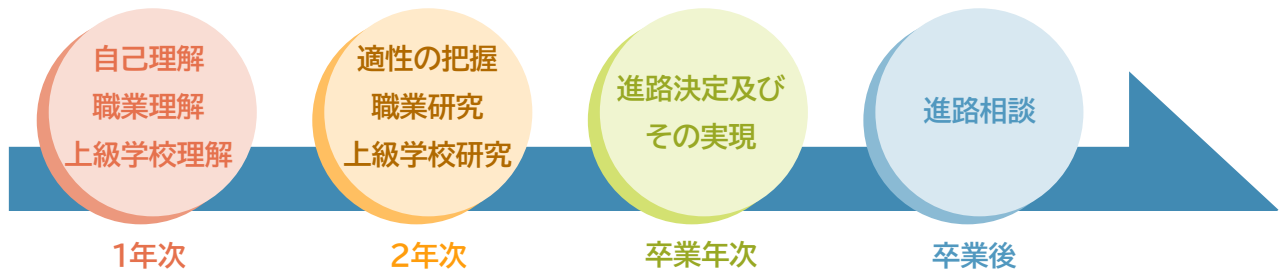 自己理解
職業理解
上級学校理解
1年次
適性の把握
職業研究
上級学校研究
2年次
進路決定及び
その実現
卒業年次
進路相談
卒業後